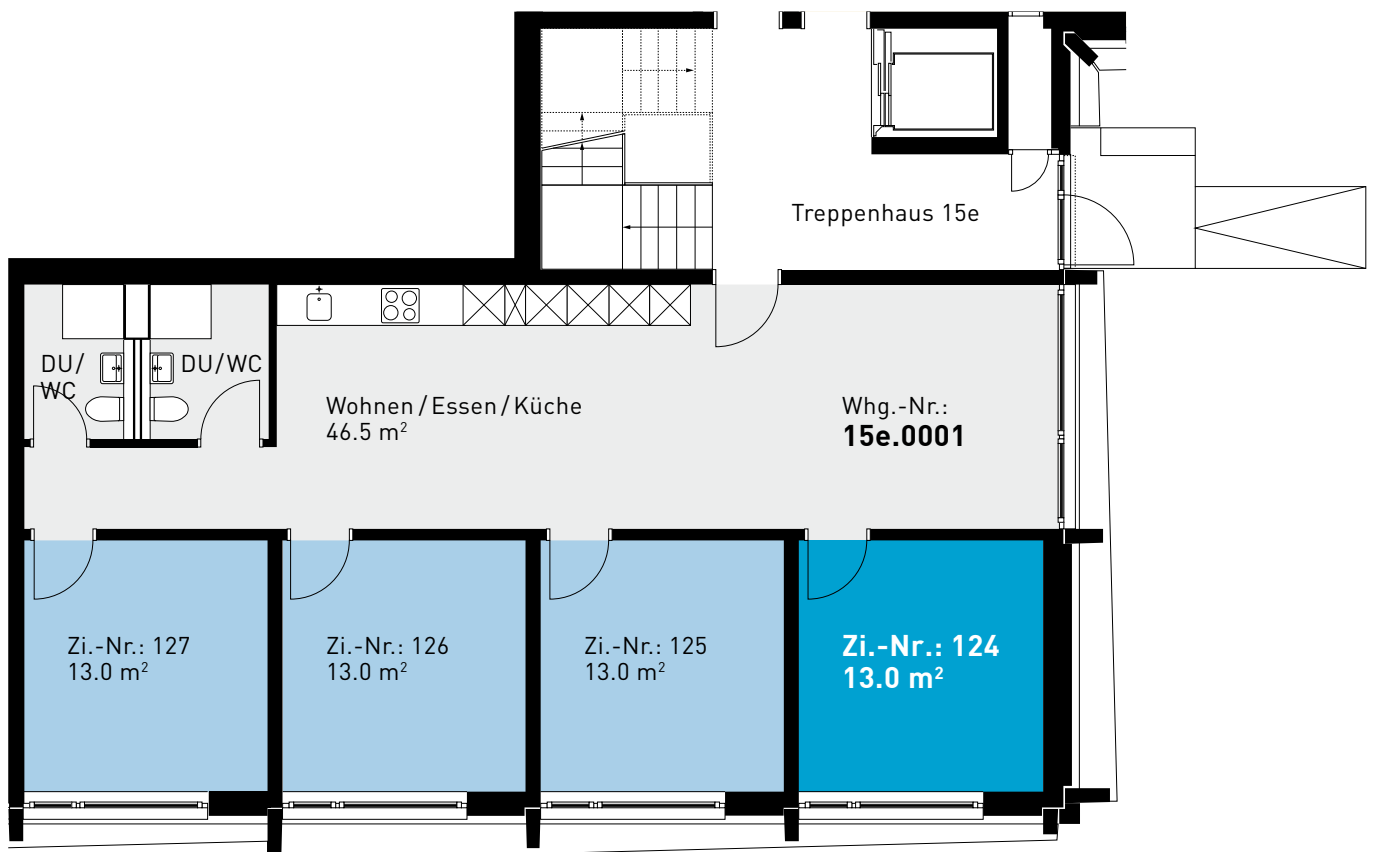 Treppenhaus 15e
DU/
WC
DU/WC
Wohnen / Essen / Küche
46.5 m²
Whg.-Nr.:
15e.0001
Zi.-Nr.: 127
13.0 m²
Zi.-Nr.: 126
13.0 m²
Zi.-Nr.: 125
13.0 m²
Zi.-Nr.: 124
13.0 m²